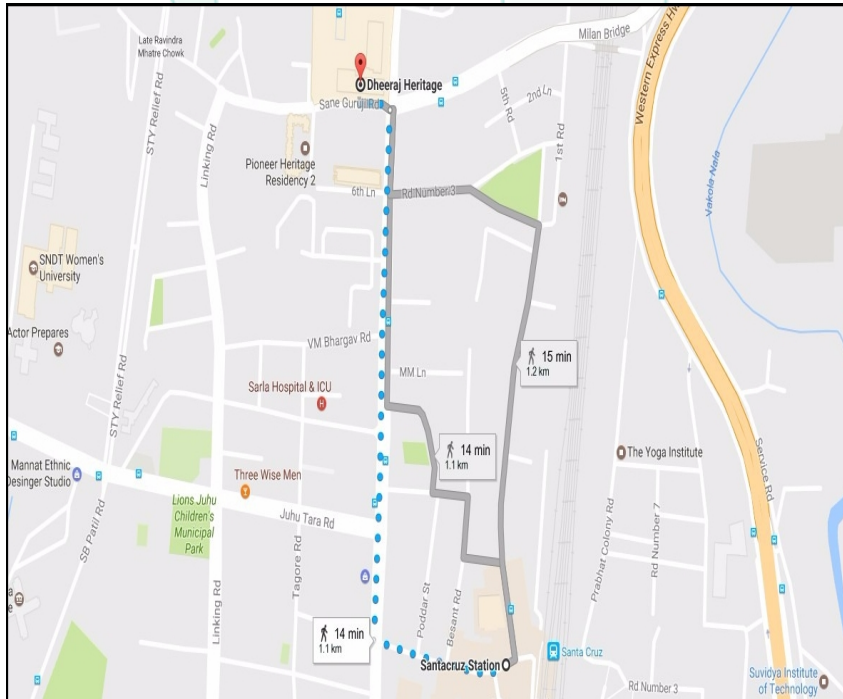 Late Ravindra
Mhatre Chowk
Milan Bridge
Western Express Hwy
Dheeraj Heritage
Sane Guruji Rd
5th Rd
2nd Ln
1st Rd
STY Relief Rd
Linking Rd
Pioneer Heritage
Residency 2
6th Ln
Rd Number 3
Vakola Nala
SNDT Women's
University
Actor Prepares
VM Bhargav Rd
MM Ln
15 min
1.2 km
Sarla Hospital & ICU
STY Relief Rd
14 min
1.1 km
The Yoga Institute
Service Rd
Mannat Ethnic
Desinger Studio
Three Wise Men
Lions Juhu
Children's
Municipal
Park
Juhu Tara Rd
SB Patil Rd
Linking Rd
Tagore Rd
Poddar St
Besant Rd
Prabhat Colony Rd
Rd Number 7
14 min
1.1 km
Santacruz Station
Santa Cruz
Rd Number 3
Suvidya Institute
of Technology